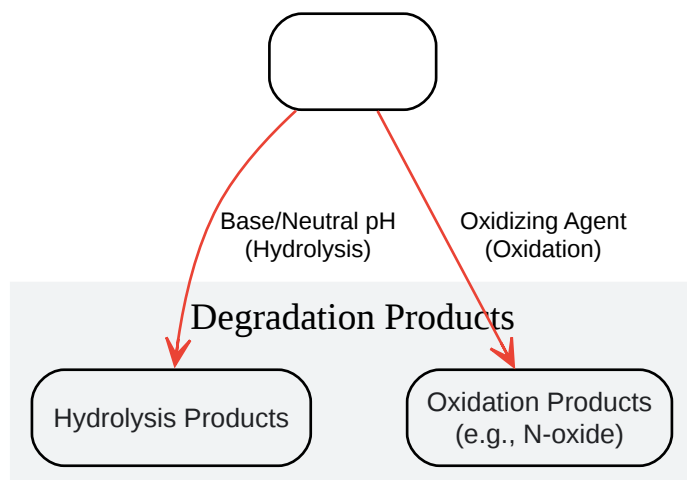 Base/Neutral pH
(Hydrolysis)
Oxidizing Agent
(Oxidation)
Degradation Products
Hydrolysis Products
Oxidation Products
(e.g., N-oxide)